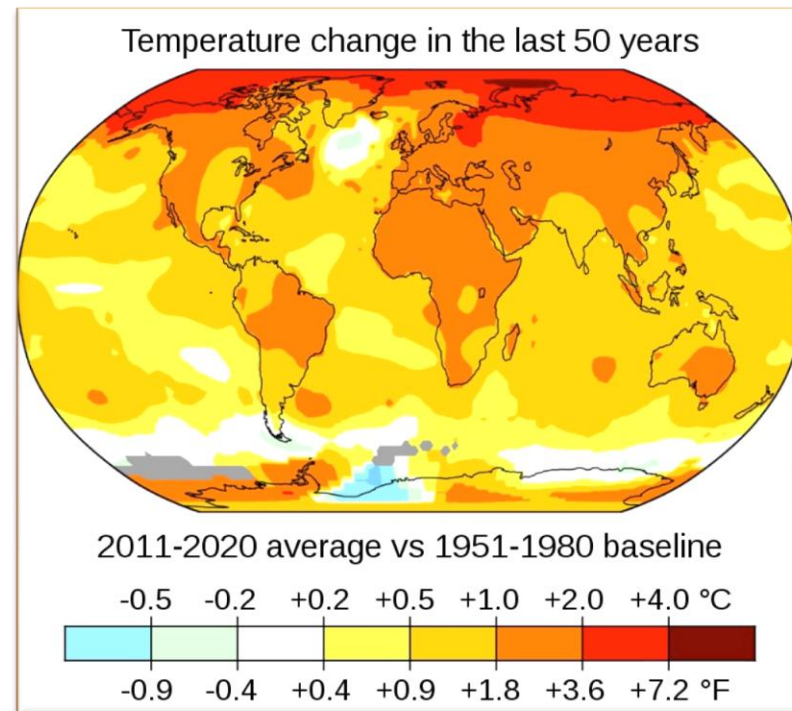 Temperature change in the last 50 years
2011-2020 average vs 1951-1980 baseline
-0.5 -0.2 +0.2 +0.5 +1.0 +2.0 +4.0 °C
-0.9 -0.4 +0.4 +0.9 +1.8 +3.6 +7.2 °F